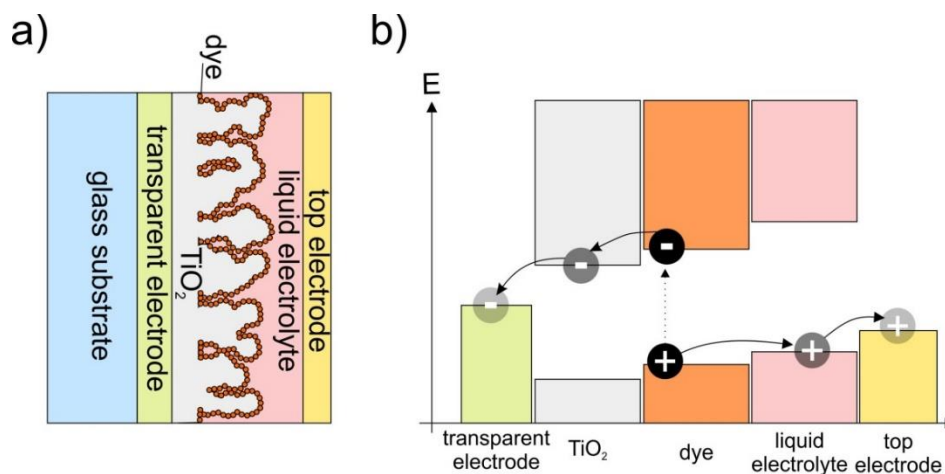 a)
dye
glass substrate
transparent electrode
TiO₂
liquid electrolyte
top electrode
b)
E
-
-
-
+
+
+
transparent
electrode
TiO₂
dye
liquid
electrolyte
top
electrode